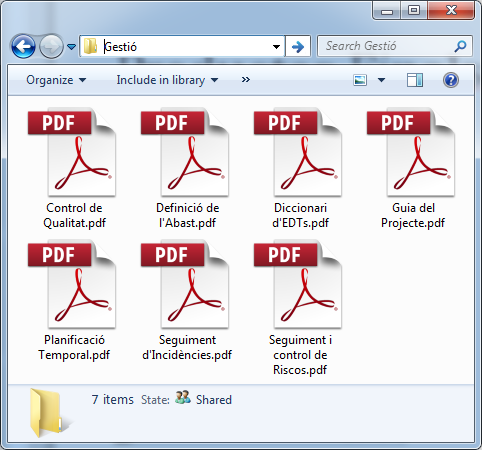 Gestió
Search Gestió
Organize Include in library »
PDF PDF PDF PDF
Control de
Qualitat.pdf
Definició de
l'Abast.pdf
Diccionari
d'EDTs.pdf
Guia del
Projecte.pdf
PDF PDF PDF
Planificació
Temporal.pdf
Seguiment
d'Incidències.pdf
Seguiment i
control de
Riscos.pdf
7 items State: Shared